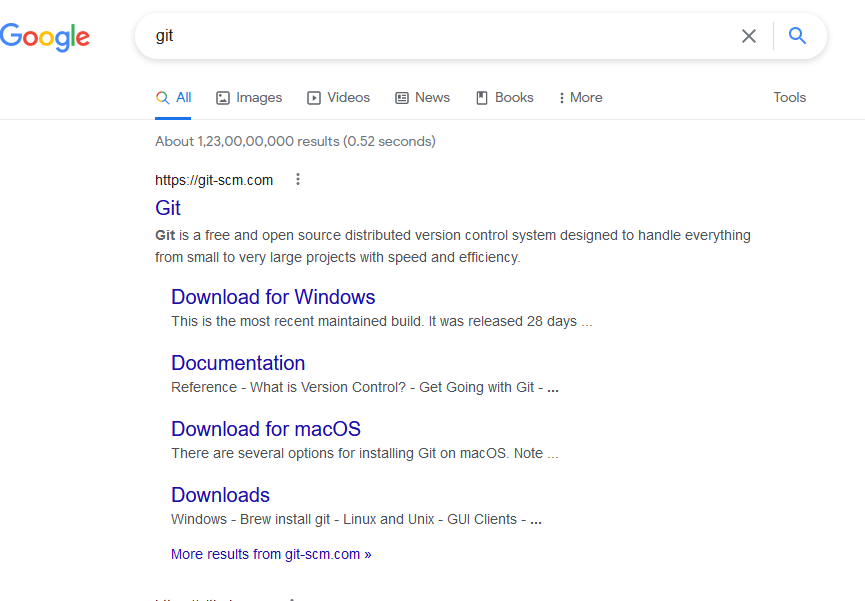 Google
git
All Images Videos News Books More Tools
About 1,23,00,00,000 results (0.52 seconds)
https://git-scm.com
Git
Git is a free and open source distributed version control system designed to handle everything
from small to very large projects with speed and efficiency.
Download for Windows
This is the most recent maintained build. It was released 28 days ...
Documentation
Reference - What is Version Control? - Get Going with Git - ...
Download for macOS
There are several options for installing Git on macOS. Note ...
Downloads
Windows - Brew install git - Linux and Unix - GUI Clients - ...
More results from git-scm.com »